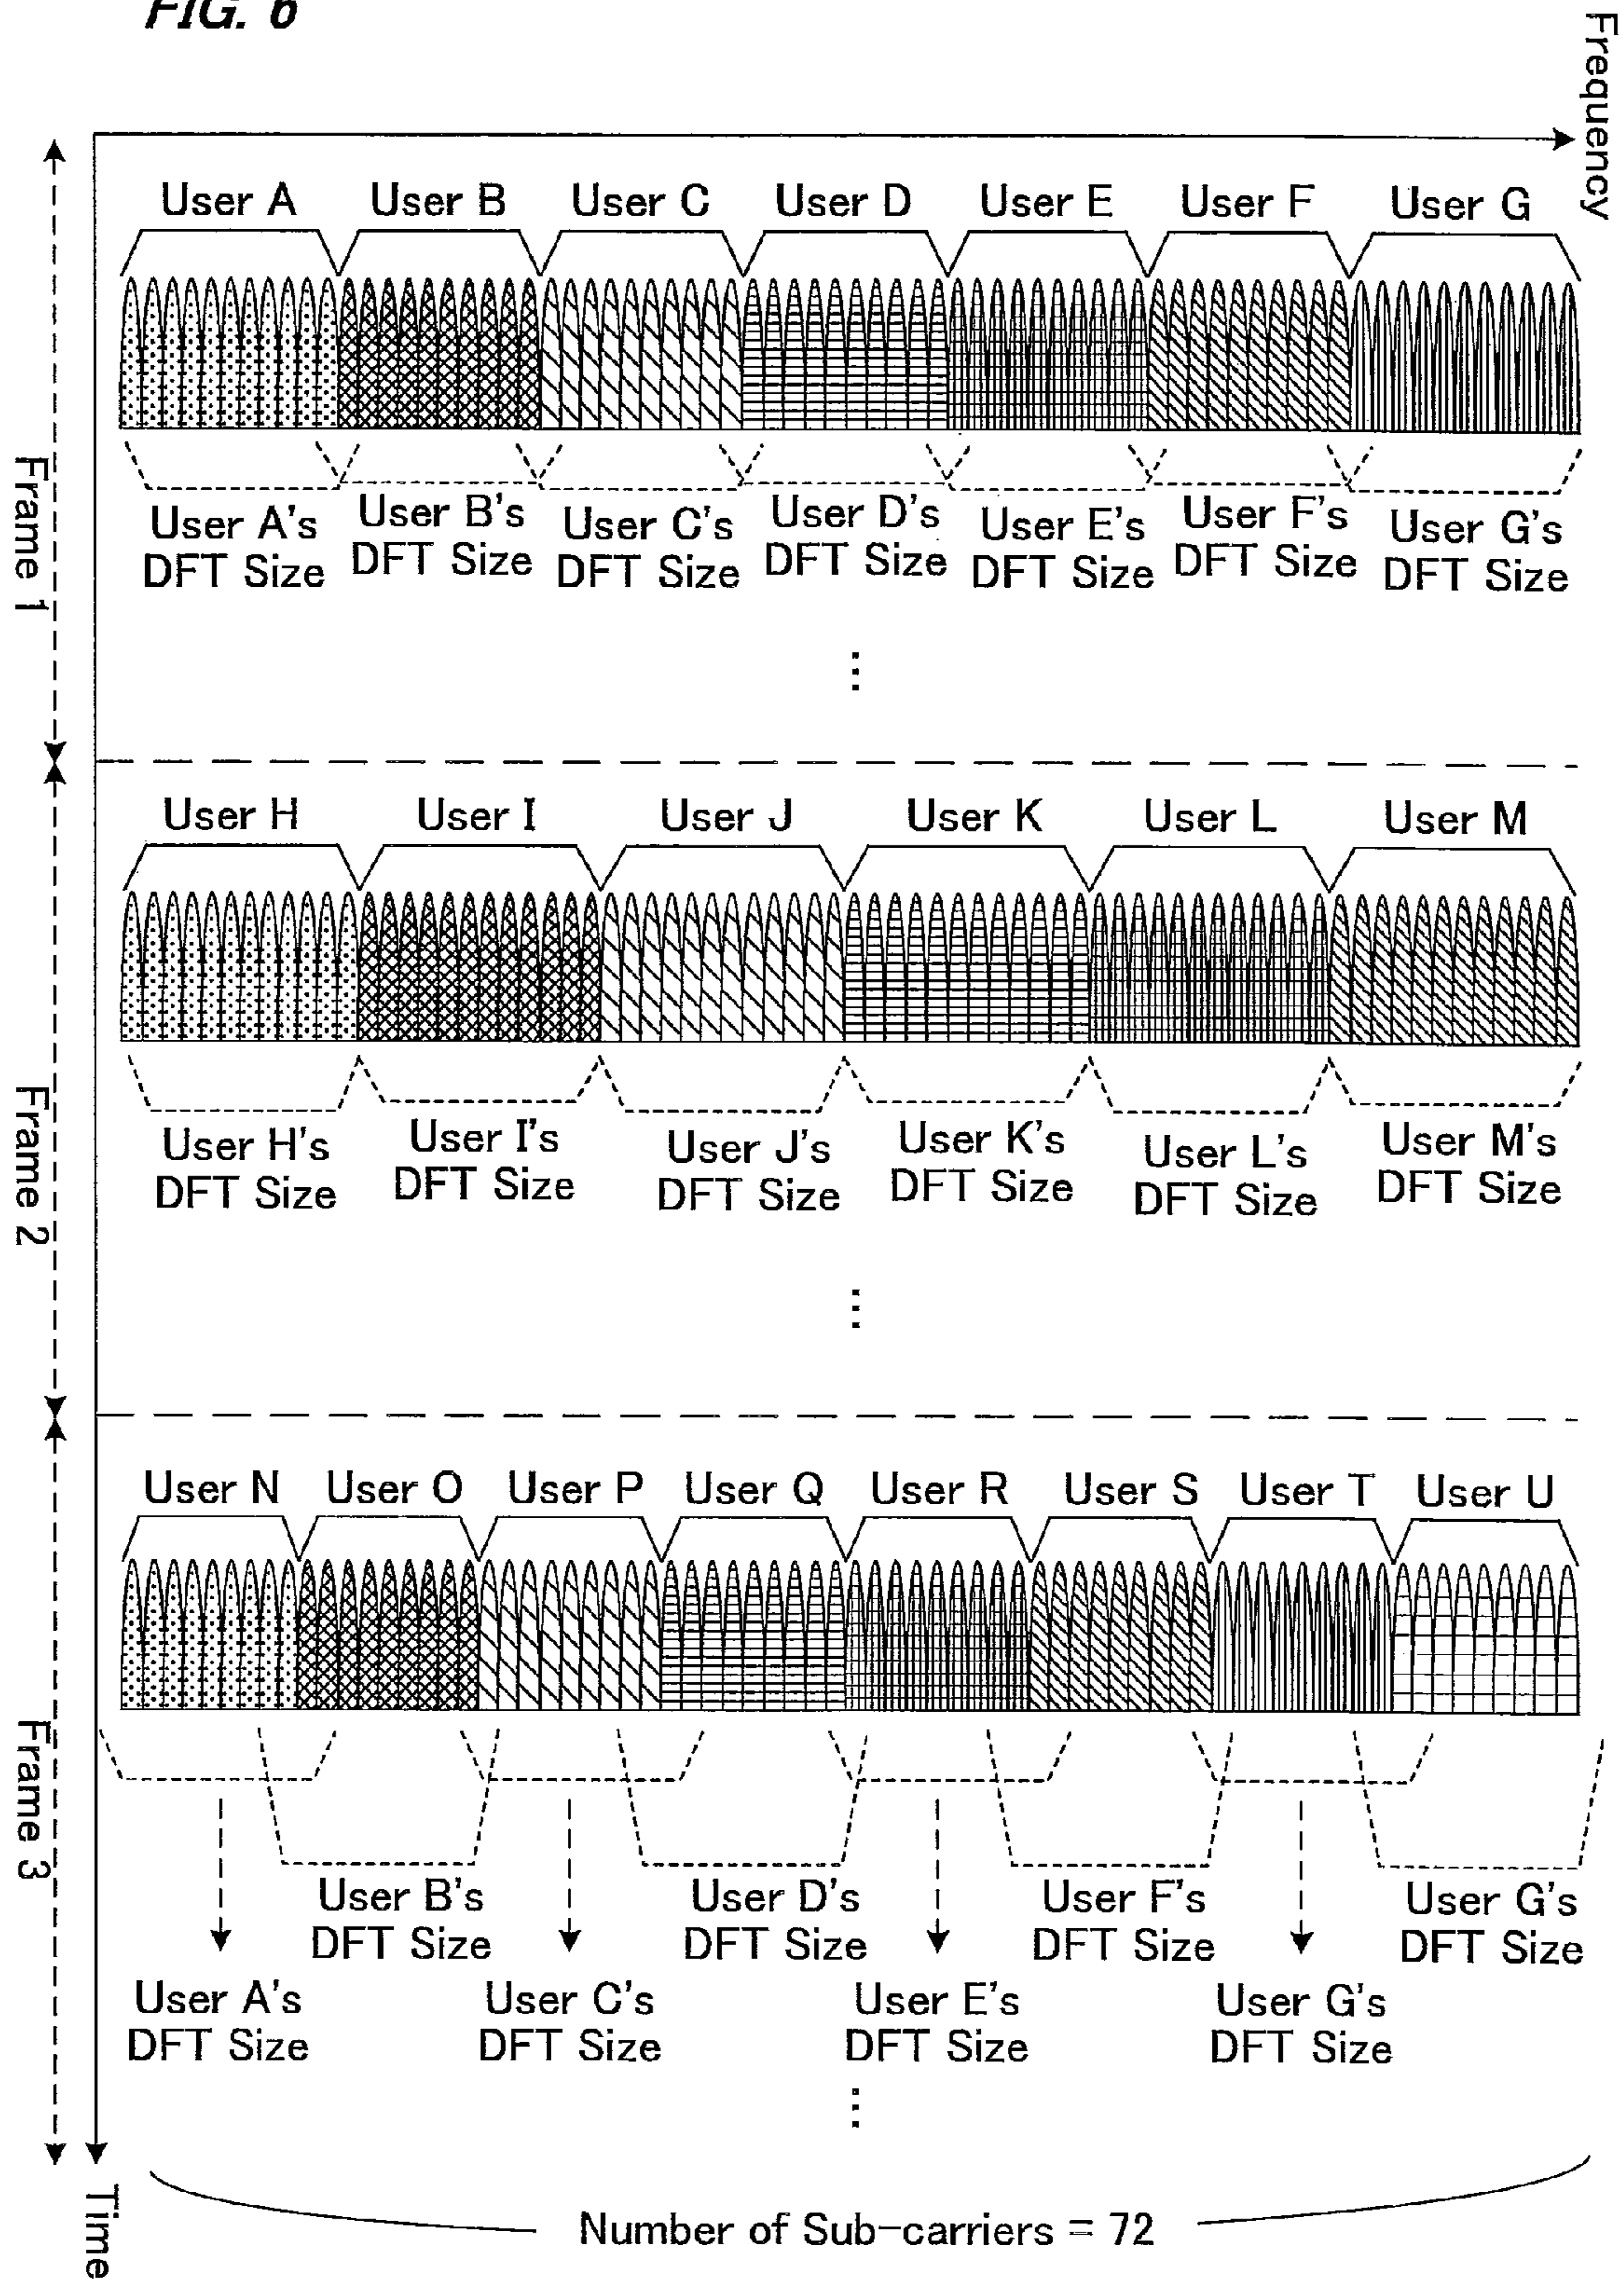 FIG. 6
Frequency
User A User B User C User D User E User F User G
User A's DFT Size
User B's DFT Size
User C's DFT Size
User D's DFT Size
User E's DFT Size
User F's DFT Size
User G's DFT Size
Frame 1
⋮
User H User I User J User K User L User M
User H's DFT Size
User I's DFT Size
User J's DFT Size
User K's DFT Size
User L's DFT Size
User M's DFT Size
Frame 2
⋮
User N User O User P User Q User R User S User T User U
User B's DFT Size
User D's DFT Size
User F's DFT Size
User G's DFT Size
User A's DFT Size
User C's DFT Size
User E's DFT Size
User G's DFT Size
Frame 3
⋮
Time
Number of Sub-carriers = 72